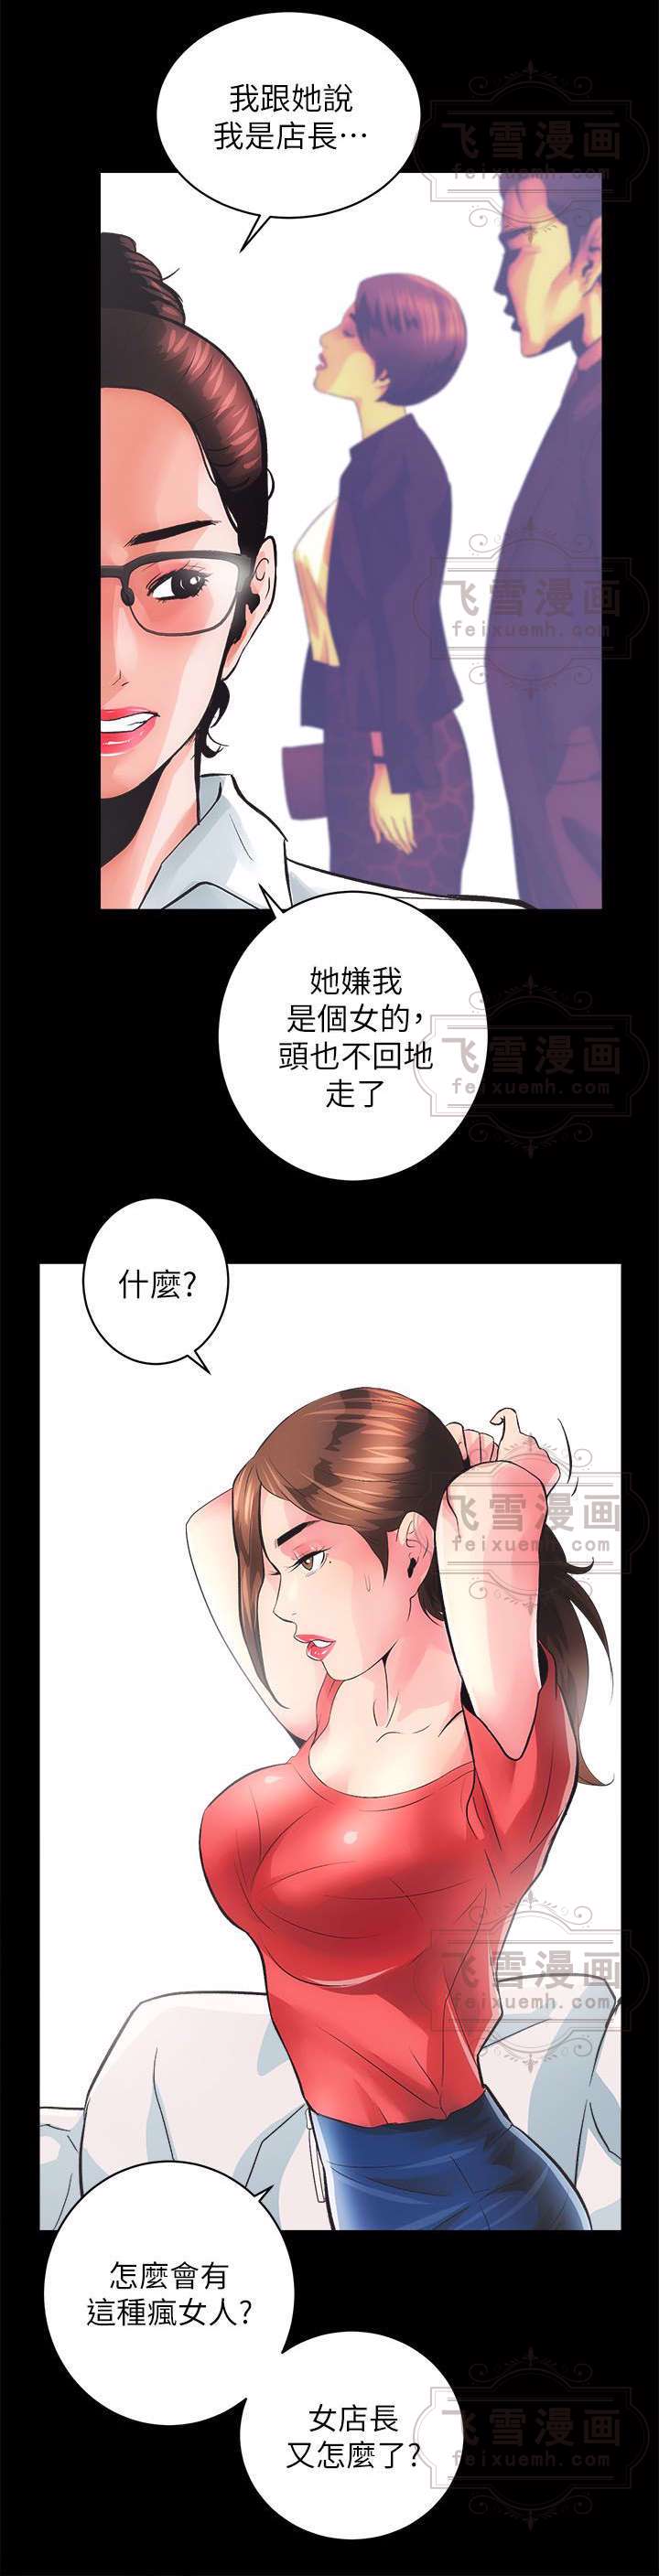 我跟她說
我是店長⋯
飞雪漫画
feixuemh.com
飞雪漫画
feixuemh.com
她嫌我
是個女的,
頭也不回地
走了
飞雪漫画
feixuemh.com
什麼?
飞雪漫画
feixuemh.com
飞雪漫画
feixuemh.com
怎麼會有
這種瘋女人?
女店長
又怎麼了?
飞雪漫画
feixuemh.com